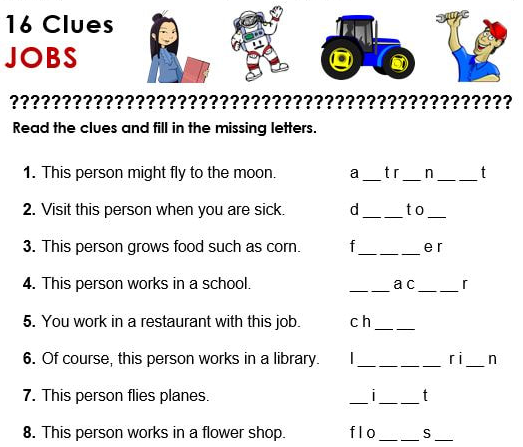 16 Clues
JOBS
????????????????????????????????????????????????
Read the clues and fill in the missing letters.
1. This person might fly to the moon. a __ t r __ n __ __ t
2. Visit this person when you are sick. d __ __ t o __
3. This person grows food such as corn. f __ __ __ e r
4. This person works in a school. __ __ a c __ __ r
5. You work in a restaurant with this job. c h __ __
6. Of course, this person works in a library. l __ __ __ __ r i __ n
7. This person flies planes. __ i __ __ t
8. This person works in a flower shop. f l o __ __ s __